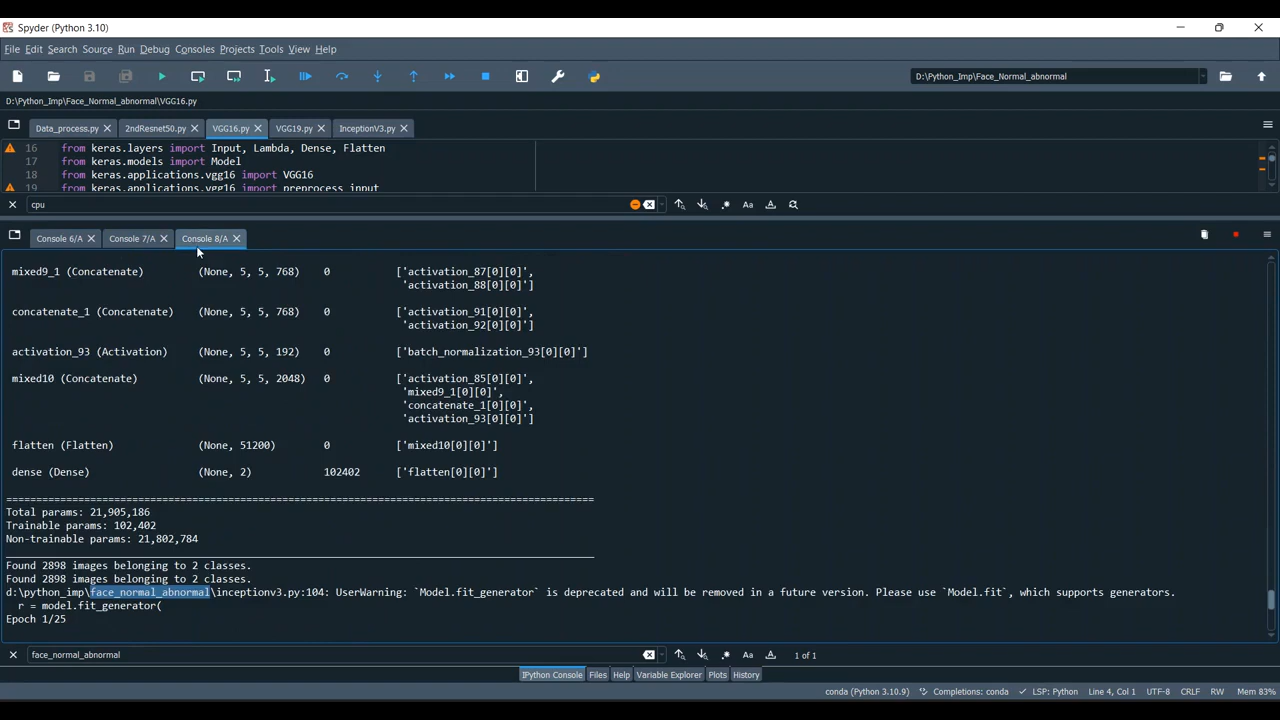 Spyder (Python 3.10)
File Edit Search Source Run Debug Consoles Projects Tools View Help
D:\Python_Imp\Face_Normal_abnormal
D:\Python_Imp\Face_Normal_abnormal\VGG16.py
Data_process.py 2ndResnet50.py VGG16.py VGG19.py InceptionV3.py
16 from keras.layers import Input, Lambda, Dense, Flatten
17 from keras.models import Model
18 from keras.applications.vgg16 import VGG16
19 from keras.applications.vgg16 import preprocess_input
cpu Aa
Console 6/A Console 7/A Console 8/A
mixed9_1 (Concatenate) (None, 5, 5, 768) 0 ['activation_87[0][0]',
'activation_88[0][0]']
concatenate_1 (Concatenate) (None, 5, 5, 768) 0 ['activation_91[0][0]',
'activation_92[0][0]']
activation_93 (Activation) (None, 5, 5, 192) 0 ['batch_normalization_93[0][0]']
mixed10 (Concatenate) (None, 5, 5, 2048) 0 ['activation_85[0][0]',
'mixed9_1[0][0]',
'concatenate_1[0][0]',
'activation_93[0][0]']
flatten (Flatten) (None, 51200) 0 ['mixed10[0][0]']
dense (Dense) (None, 2) 102402 ['flatten[0][0]']
==================================================================================================
Total params: 21,905,186
Trainable params: 102,402
Non-trainable params: 21,802,784
__________________________________________________________________________________________________
Found 2898 images belonging to 2 classes.
Found 2898 images belonging to 2 classes.
d:\python_imp\face_normal_abnormal\inceptionv3.py:104: UserWarning: `Model.fit_generator` is deprecated and will be removed in a future version. Please use `Model.fit`, which supports generators.
r = model.fit_generator(
Epoch 1/25
face_normal_abnormal Aa 1 of 1
IPython Console Files Help Variable Explorer Plots History
conda (Python 3.10.9) Completions: conda LSP: Python Line 4, Col 1 UTF-8 CRLF RW Mem 83%